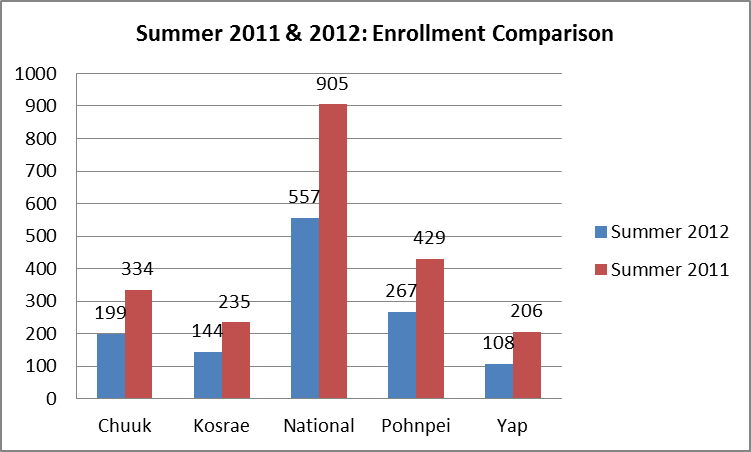 Summer 2011 & 2012: Enrollment Comparison
1000
900
800
700
600
500
400
300
200
100
0
199
334
144
235
557
905
267
429
108
206
Chuuk
Kosrae
National
Pohnpei
Yap
Summer 2012
Summer 2011